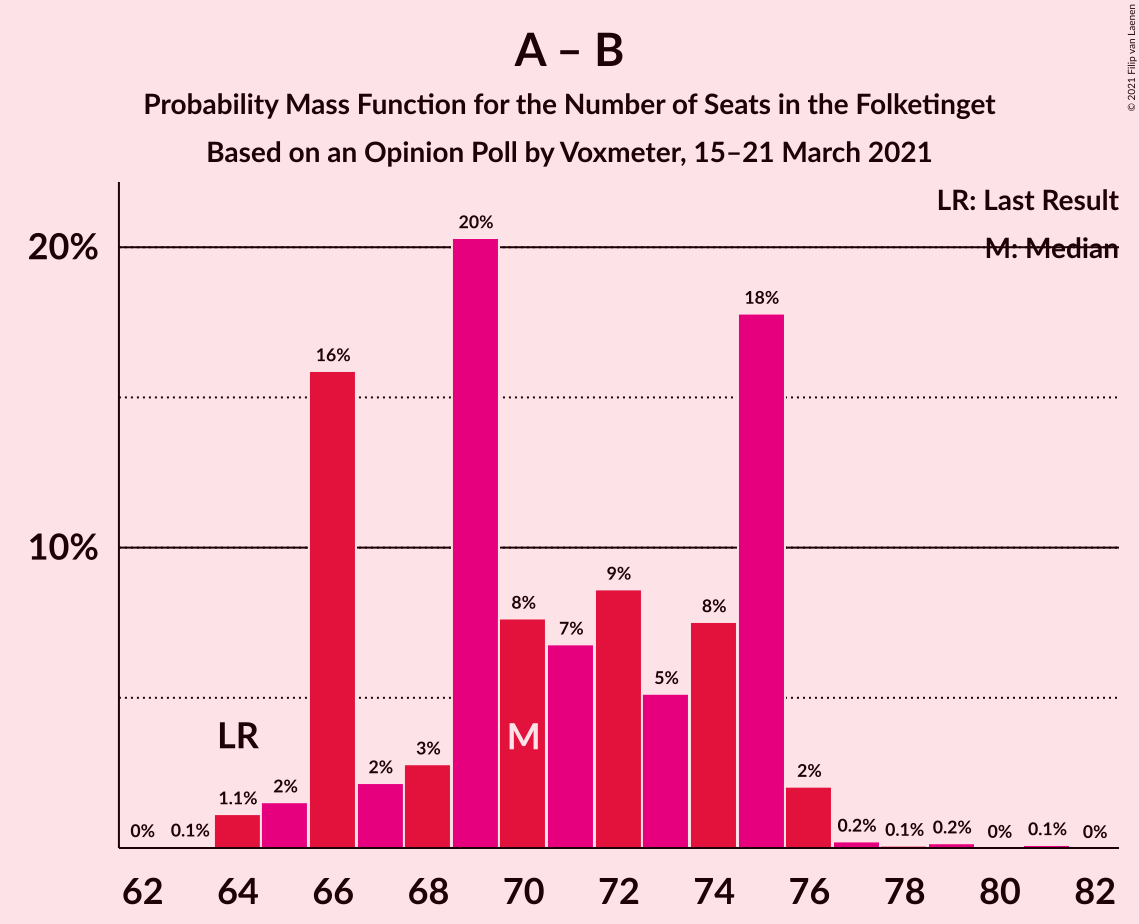 A – B
Probability Mass Function for the Number of Seats in the Folketinget
Based on an Opinion Poll by Voxmeter, 15–21 March 2021
© 2021 Filip van Laenen
LR: Last Result
M: Median
20%
10%
0%
0.1%
1.1%
2%
16%
2%
3%
20%
8%
7%
9%
5%
8%
18%
2%
0.2%
0.1%
0.2%
0%
0.1%
0%
LR
M
62 64 66 68 70 72 74 76 78 80 82